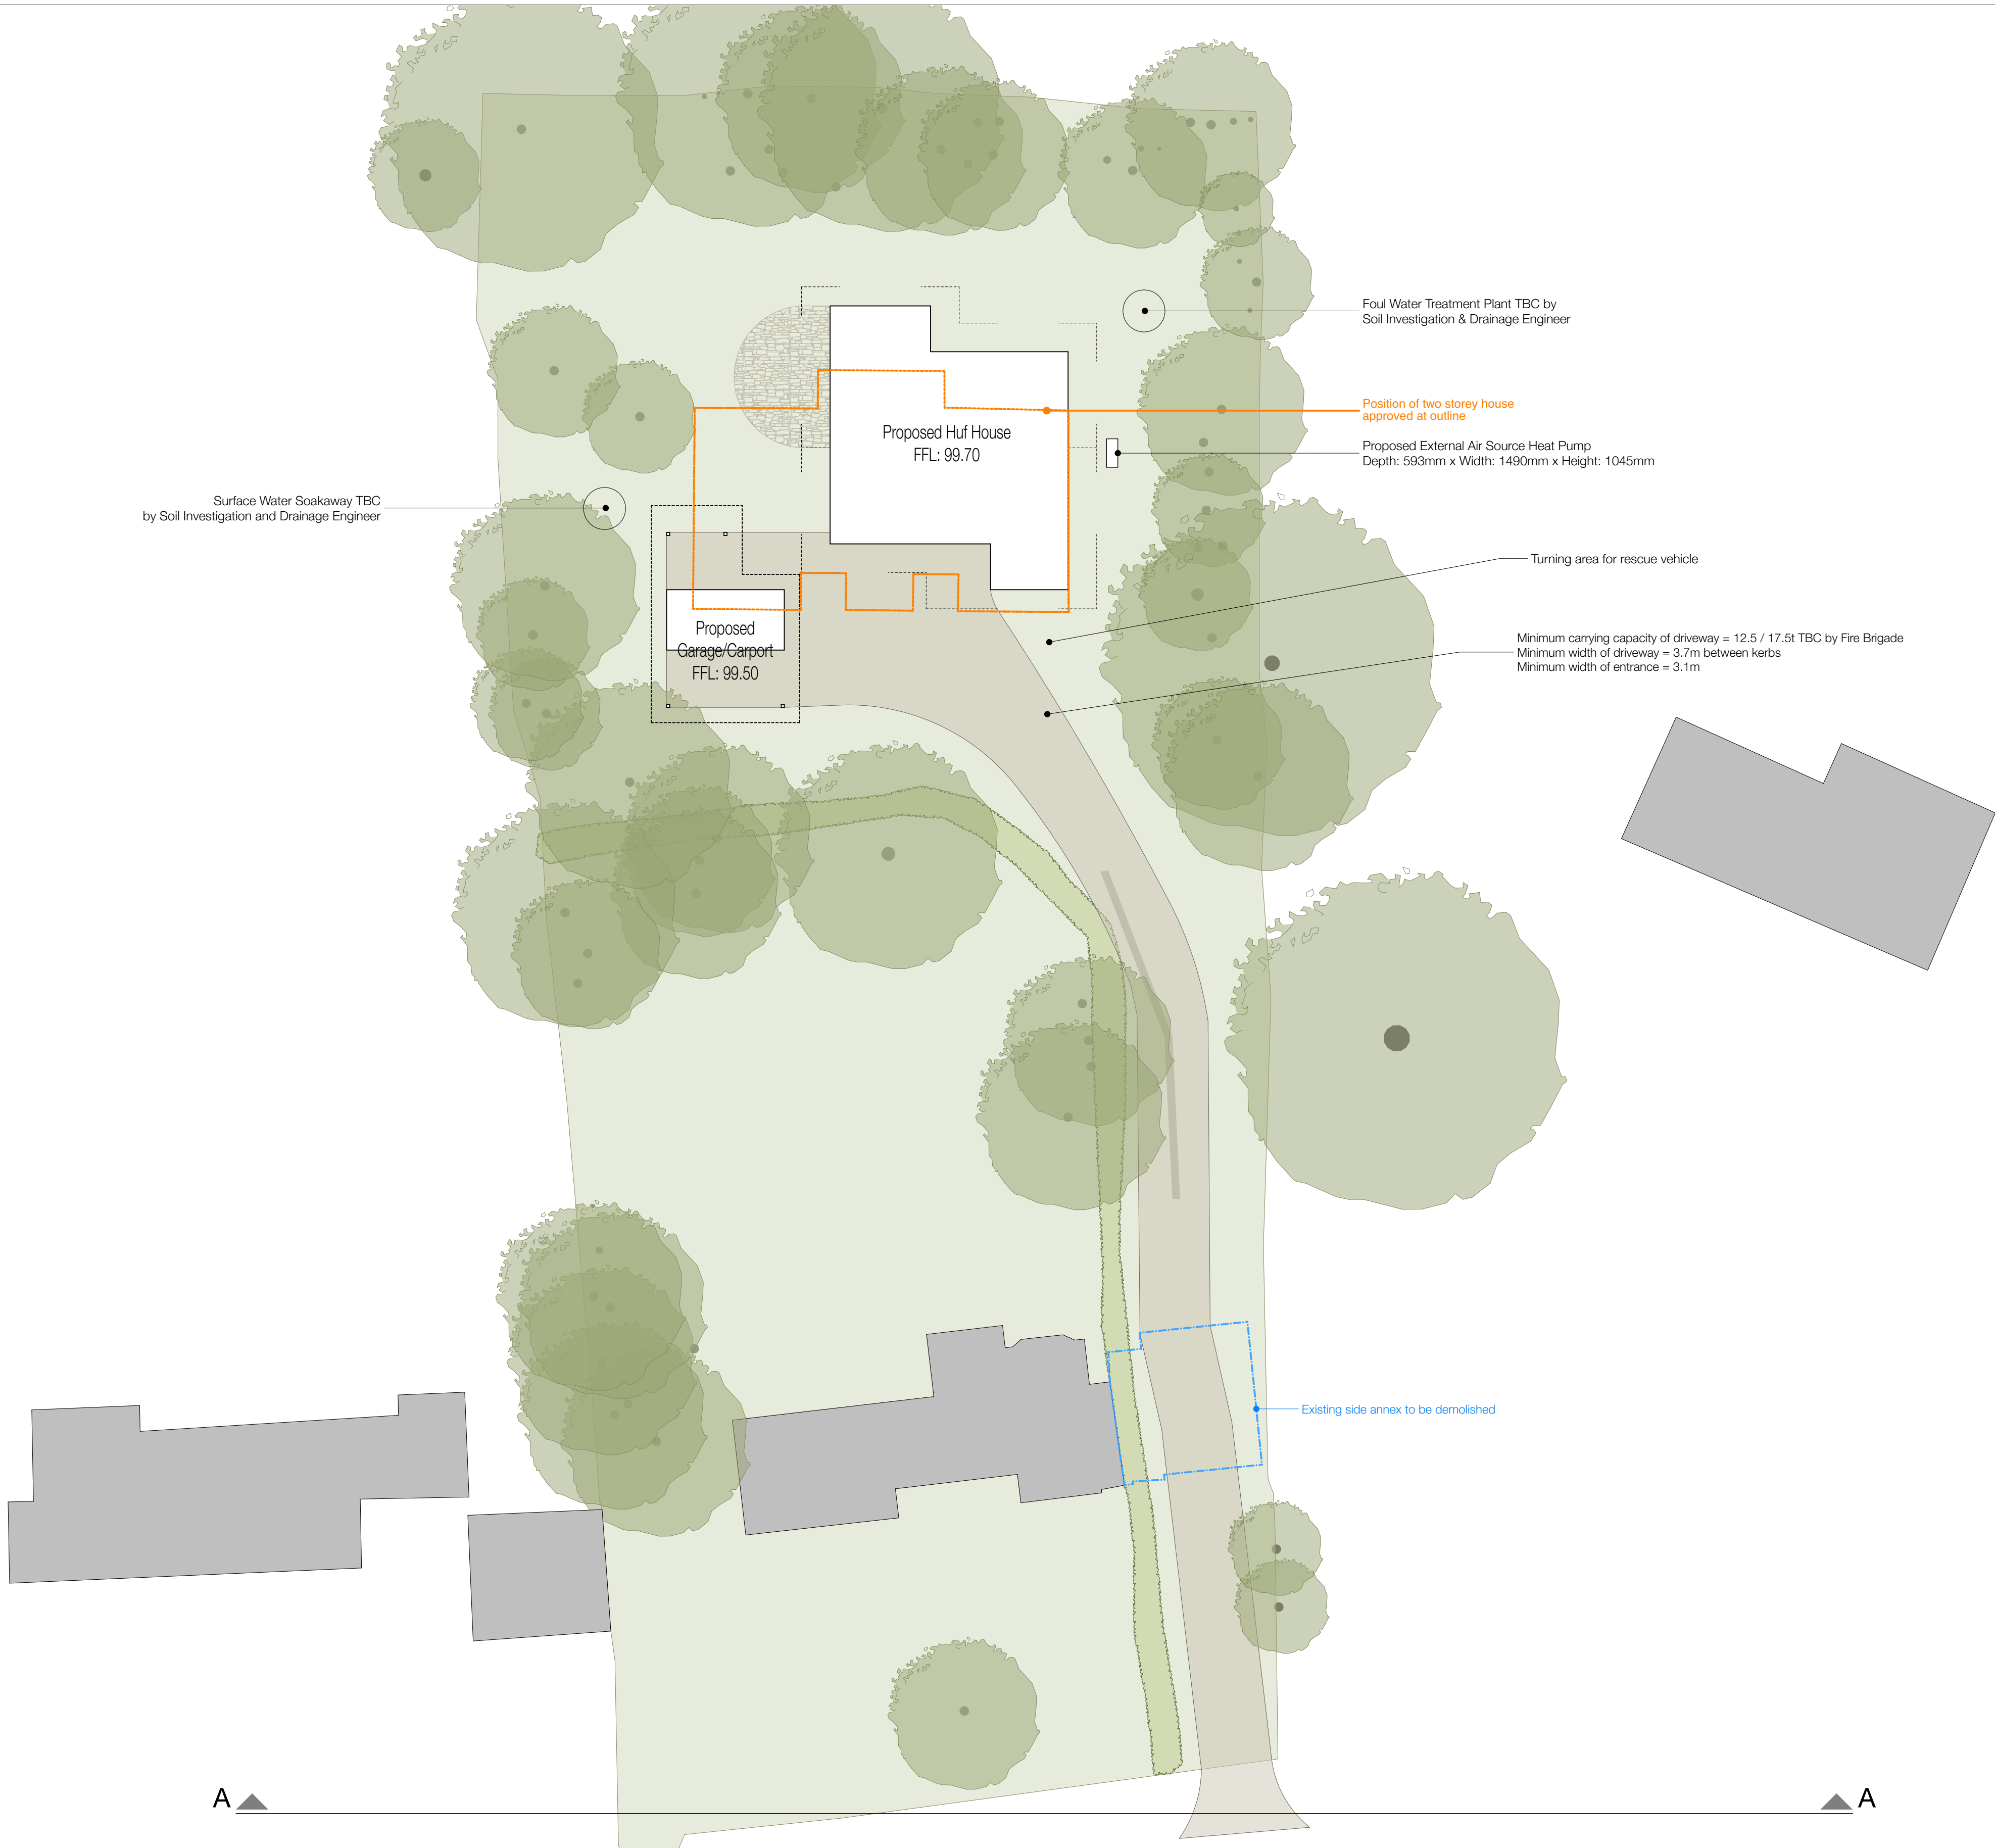 Foul Water Treatment Plant TBC by
Soil Investigation & Drainage Engineer
Position of two storey house
approved at outline
Proposed Huf House
FFL: 99.70
Proposed External Air Source Heat Pump
Depth: 593mm x Width: 1490mm x Height: 1045mm
Surface Water Soakaway TBC
by Soil Investigation and Drainage Engineer
Turning area for rescue vehicle
Proposed
Garage/Carport
FFL: 99.50
Minimum carrying capacity of driveway = 12.5 / 17.5t TBC by Fire Brigade
Minimum width of driveway = 3.7m between kerbs
Minimum width of entrance = 3.1m
Existing side annex to be demolished
A
A